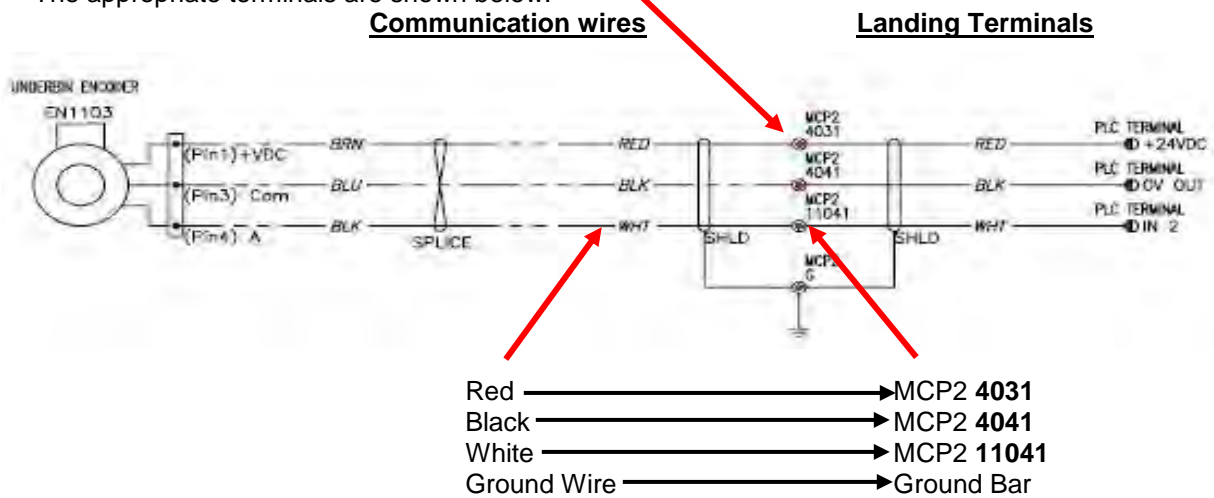 The appropriate terminals are shown below.
Communication wires Landing Terminals
UNDERBIN ENCODER
EN1103
MCP2
4031
PLC TERMINAL
(Pin1)+VDC BRN RED RED +24VDC
MCP2
4041
PLC TERMINAL
(Pin3) Com BLU BLK BLK 0V OUT
MCP2
11041
PLC TERMINAL
(Pin4) A BLK WHT WHT IN 2
SPLICE SHLD SHLD
MCP2
G
Red MCP2 4031
Black MCP2 4041
White MCP2 11041
Ground Wire Ground Bar